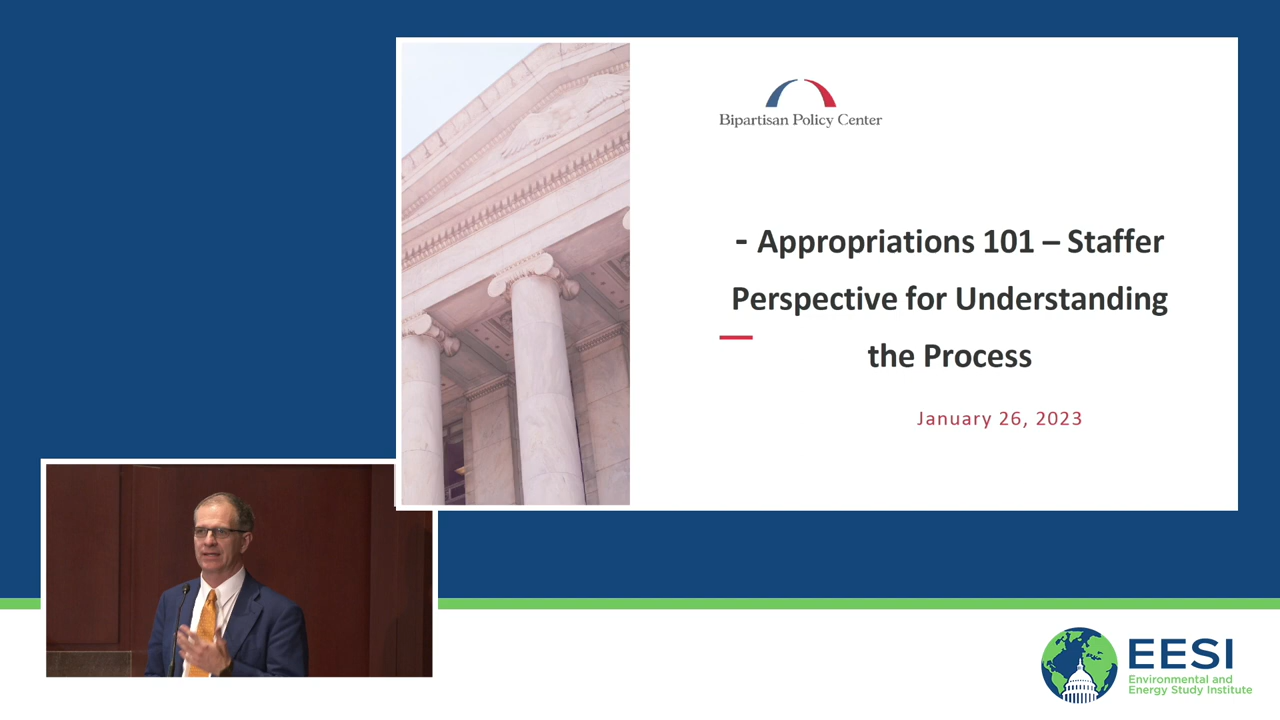 Bipartisan Policy Center
- Appropriations 101 – Staffer
Perspective for Understanding
the Process
January 26, 2023
EESI
Environmental and
Energy Study Institute